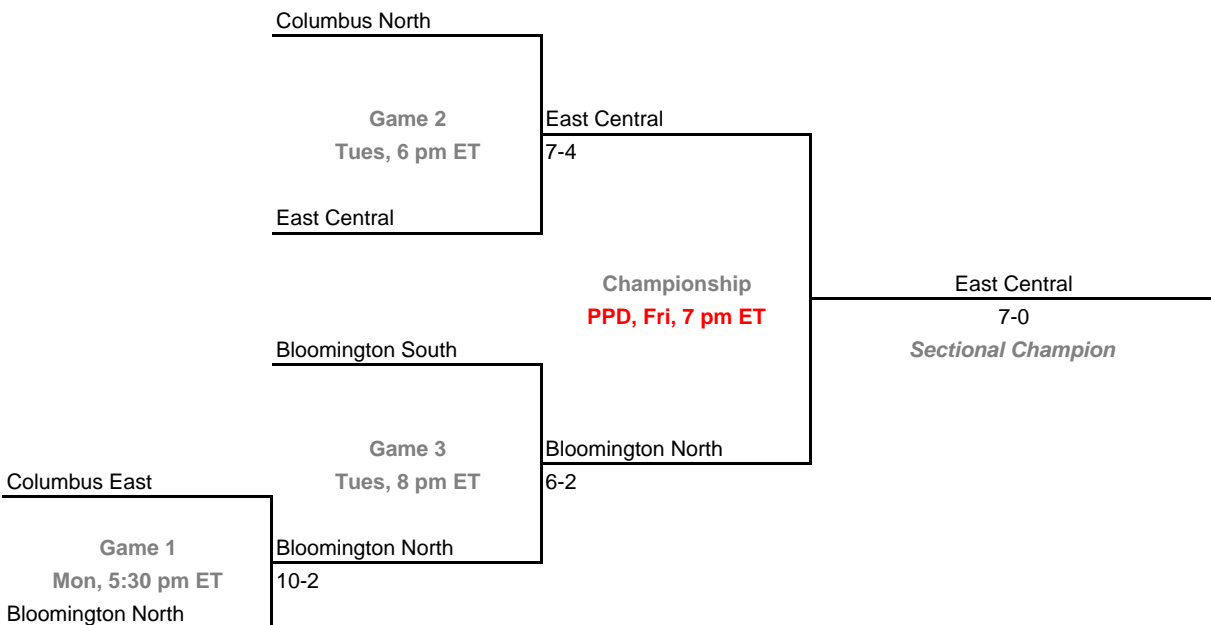 Columbus North
Game 2
East Central
Tues, 6 pm ET
7-4
East Central
Championship
East Central
PPD, Fri, 7 pm ET
7-0
Bloomington South
Sectional Champion
Game 3
Bloomington North
Columbus East
Tues, 8 pm ET
6-2
Game 1
Bloomington North
Mon, 5:30 pm ET
10-2
Bloomington North